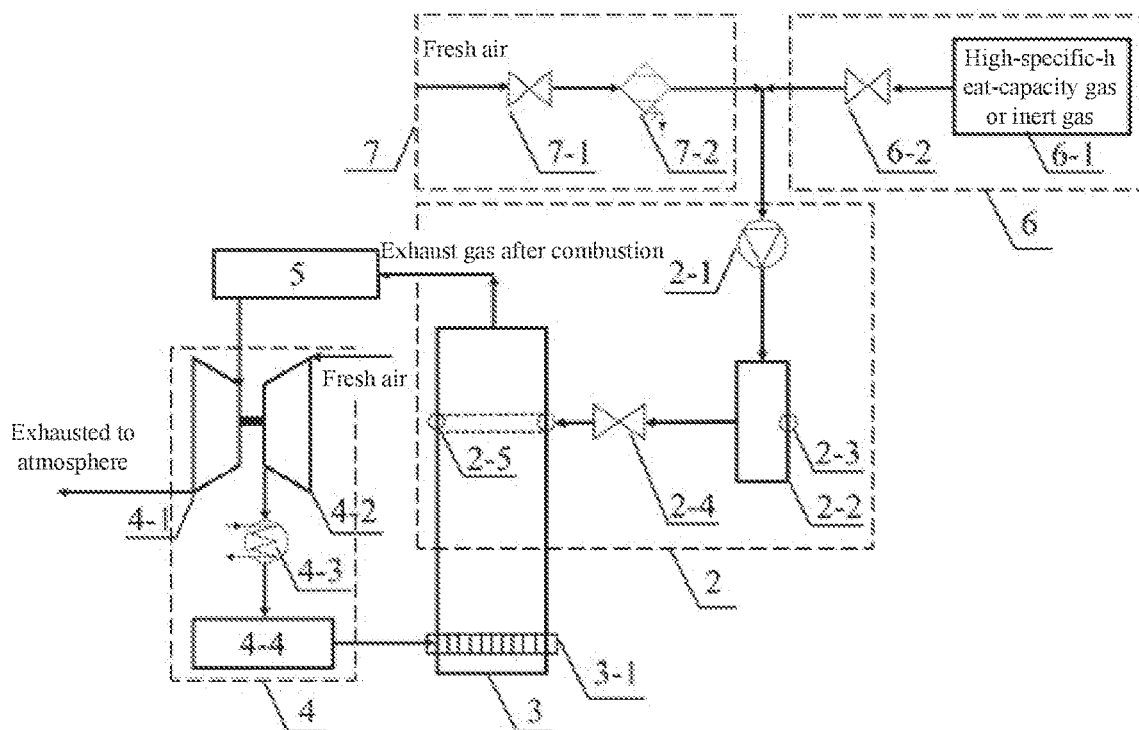 Fresh air
High-specific-h
eat-capacity gas
or inert gas
7
7-1
7-2
6-2
6-1
6
Exhaust gas after combustion
2-1
5
Fresh air
Exhausted to
atmosphere
2-5
2-3
4-1
4-2
2-4
2-2
4-3
2
4-4
3-1
4
3